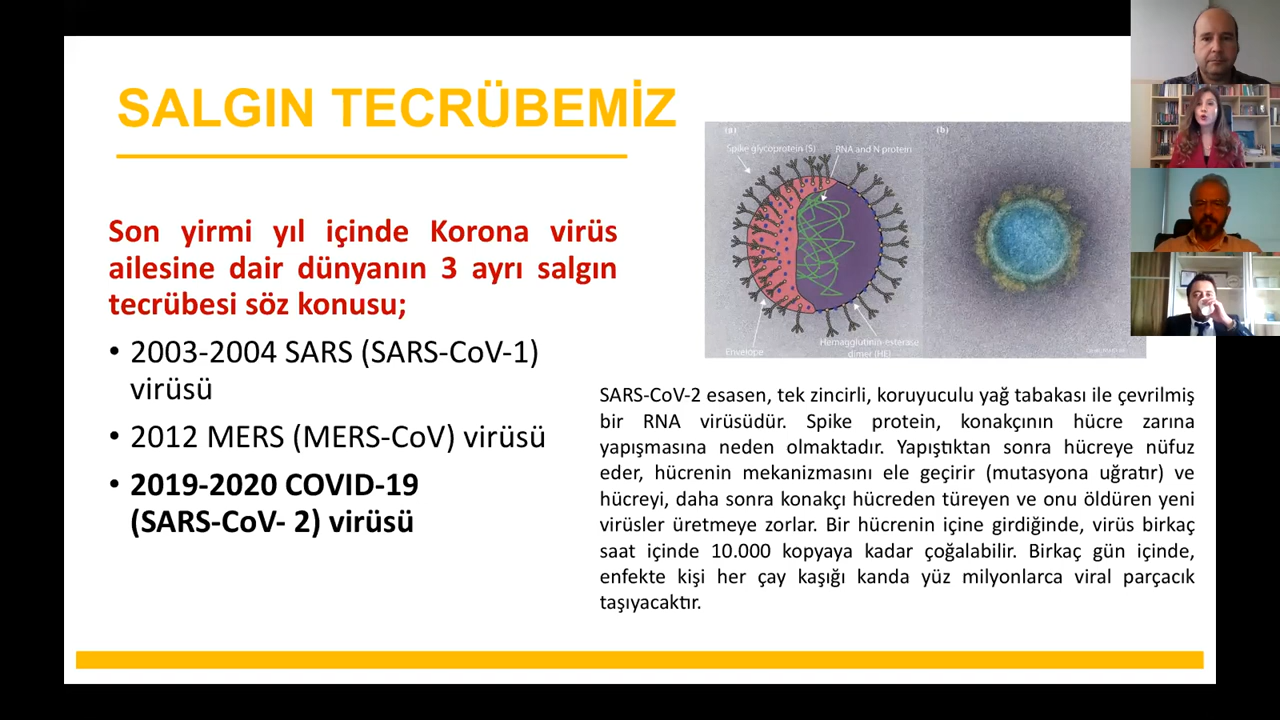 SALGIN TECRÜBEMİZ
Son yirmi yıl içinde Korona virüs
ailesine dair dünyanın 3 ayrı salgın
tecrübesi söz konusu;
• 2003-2004 SARS (SARS-CoV-1)
virüsü
• 2012 MERS (MERS-CoV) virüsü
• 2019-2020 COVID-19
(SARS-CoV- 2) virüsü
(a)
Spike glycoprotein (S)
RNA and N protein
Envelope
Hemagglutinin-esterase
dimer (HE)
(b)
SARS-CoV-2 esasen, tek zincirli, koruyuculu yağ tabakası ile çevrilmiş
bir RNA virüsüdür. Spike protein, konakçının hücre zarına
yapışmasına neden olmaktadır. Yapıştıktan sonra hücreye nüfuz
eder, hücrenin mekanizmasını ele geçirir (mutasyona uğratır) ve
hücreyi, daha sonra konakçı hücreden türeyen ve onu öldüren yeni
virüsler üretmeye zorlar. Bir hücrenin içine girdiğinde, virüs birkaç
saat içinde 10.000 kopyaya kadar çoğalabilir. Birkaç gün içinde,
enfekte kişi her çay kaşığı kanda yüz milyonlarca viral parçacık
taşıyacaktır.